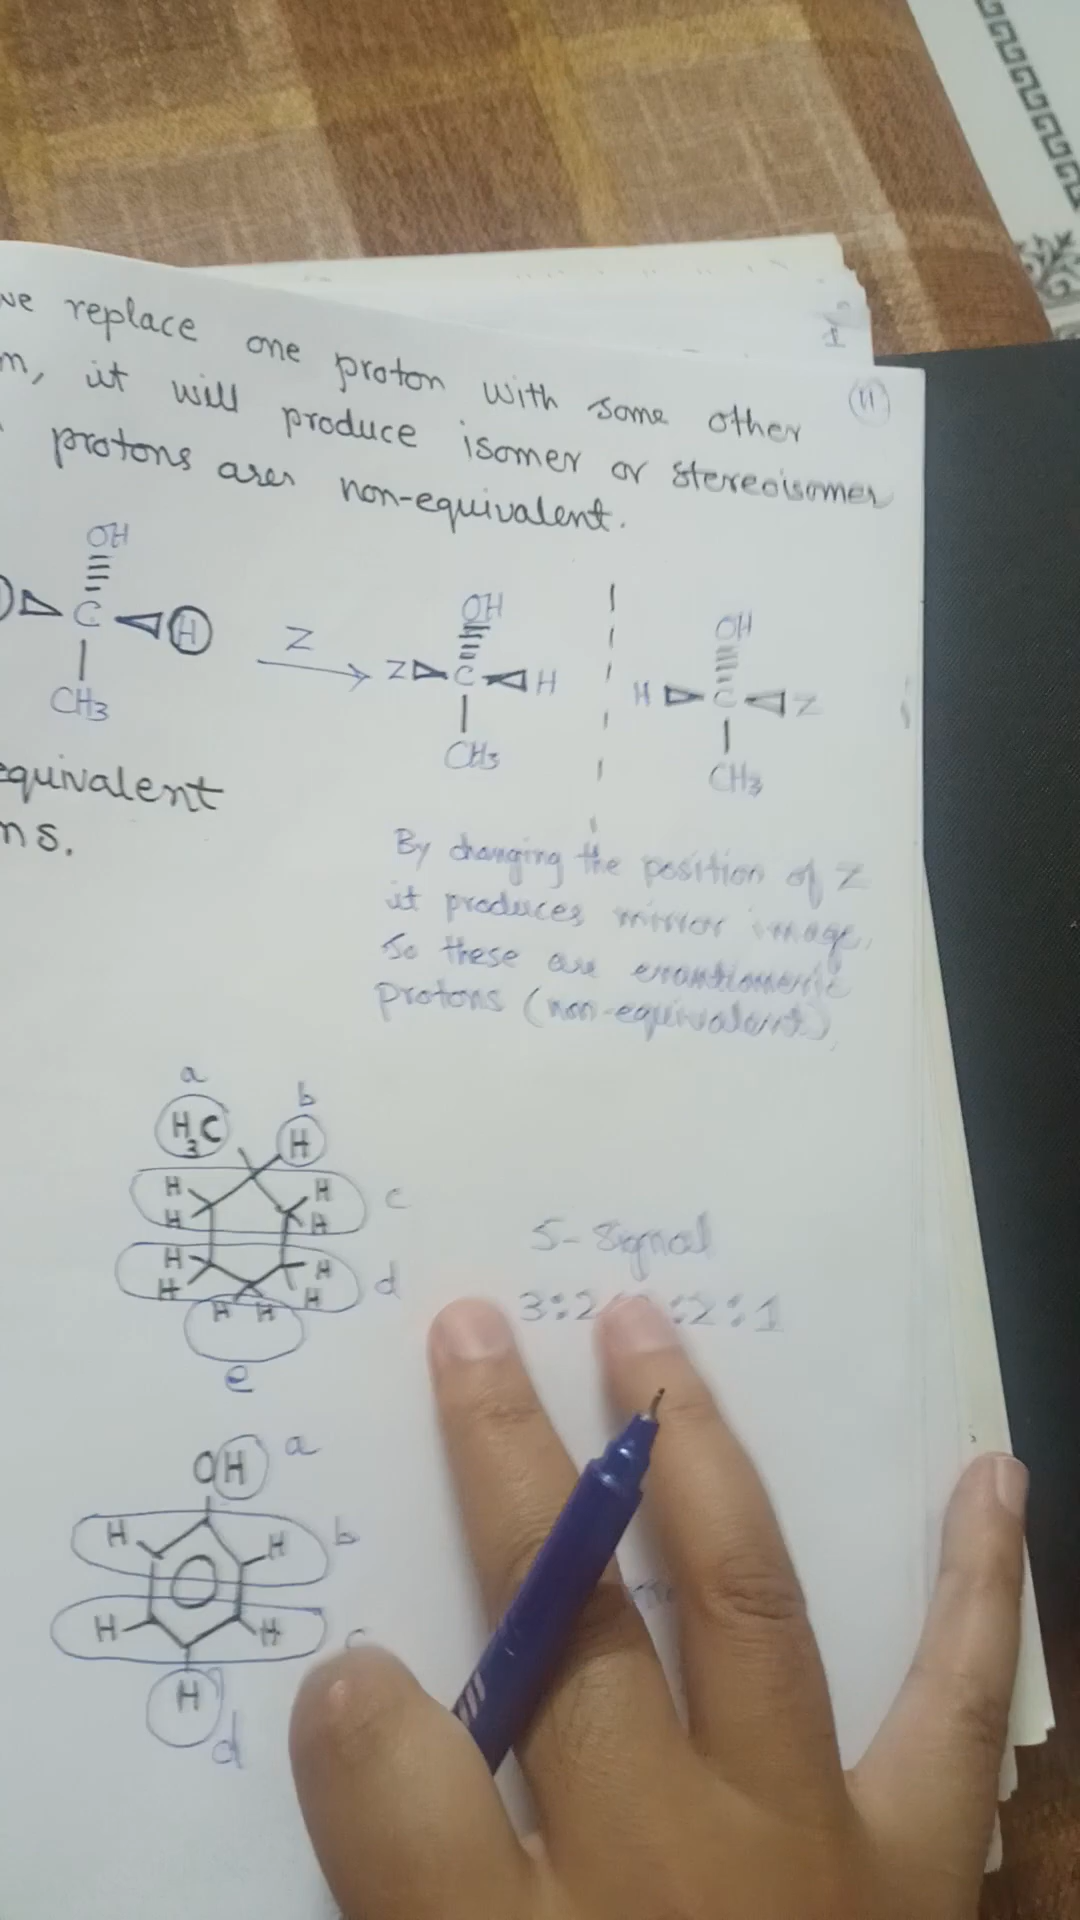 we replace one proton with some other
m, it will produce isomer or stereoisomer
protons are non-equivalent.
11
1
OH
C
H
CH3
Z
OH
Z
C
H
CH3
OH
H
C
Z
CH3
equivalent
ns.
By changing the position of Z
it produces mirror image,
So these are enantiomeric
protons (non-equivalent)
a
b
H3C
H
H
H
H
H
c
H
H
H
H
d
H H
e
5-Signal
3:2 :2:1
OH
a
H
H
b
H
H
c
H
d